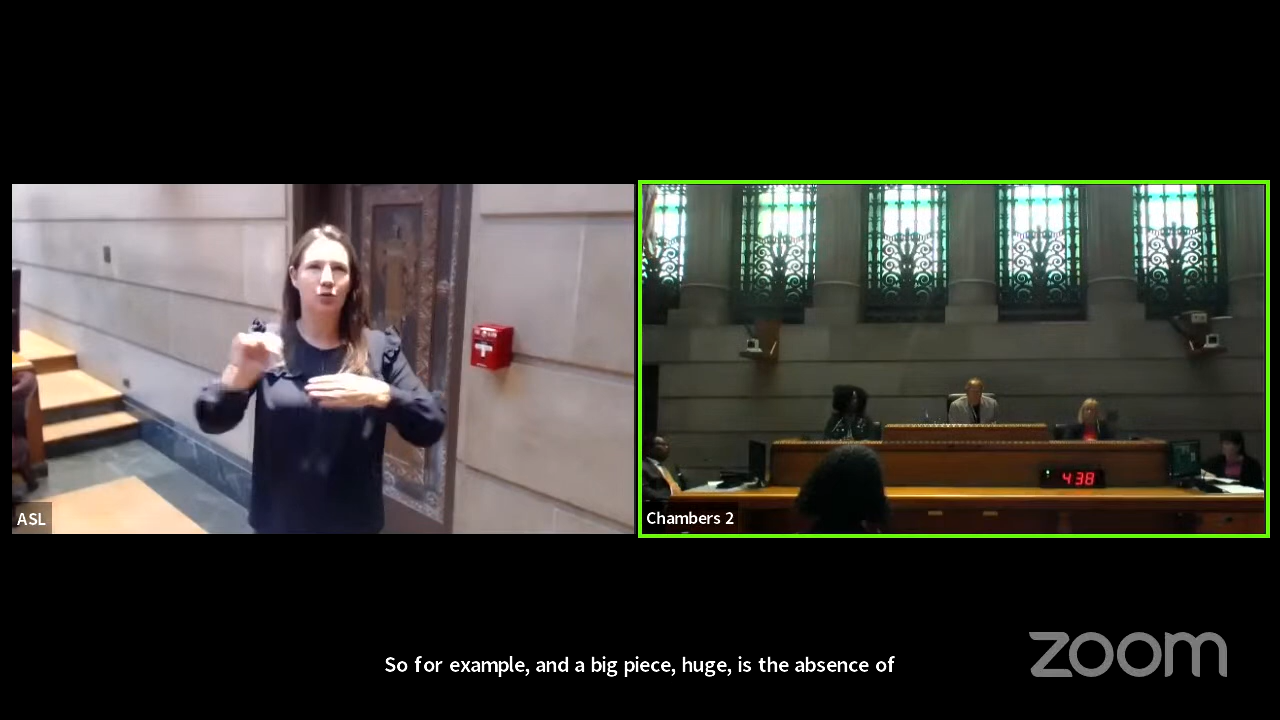 ASL
Chambers 2
4 38
So for example, and a big piece, huge, is the absence of
zoom